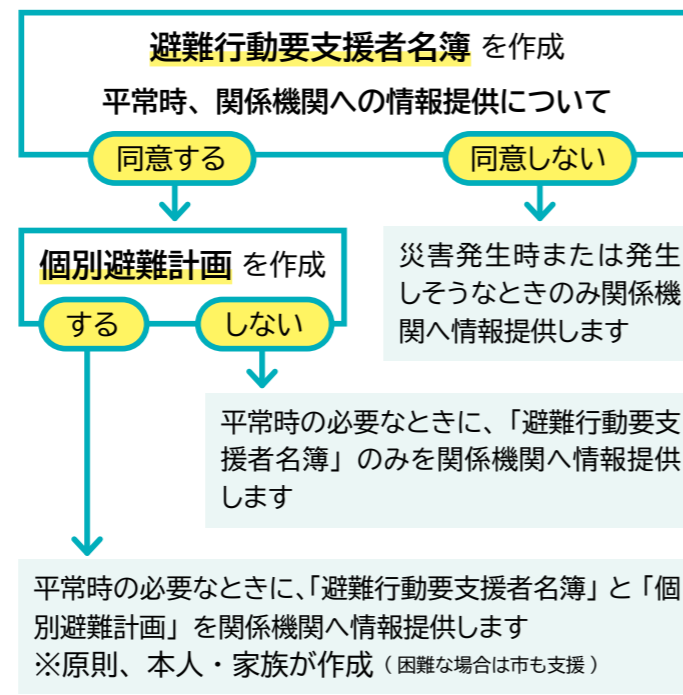 避難行動要支援者名簿 を作成
平常時、関係機関への情報提供について
同意する
同意しない
個別避難計画 を作成
する
しない
災害発生時または発生
しそうなときのみ関係機
関へ情報提供します
平常時の必要なときに、「避難行動要支
援者名簿」のみを関係機関へ情報提供
します
平常時の必要なときに、「避難行動要支援者名簿」と「個
別避難計画」を関係機関へ情報提供します
※原則、本人・家族が作成（困難な場合は市も支援）